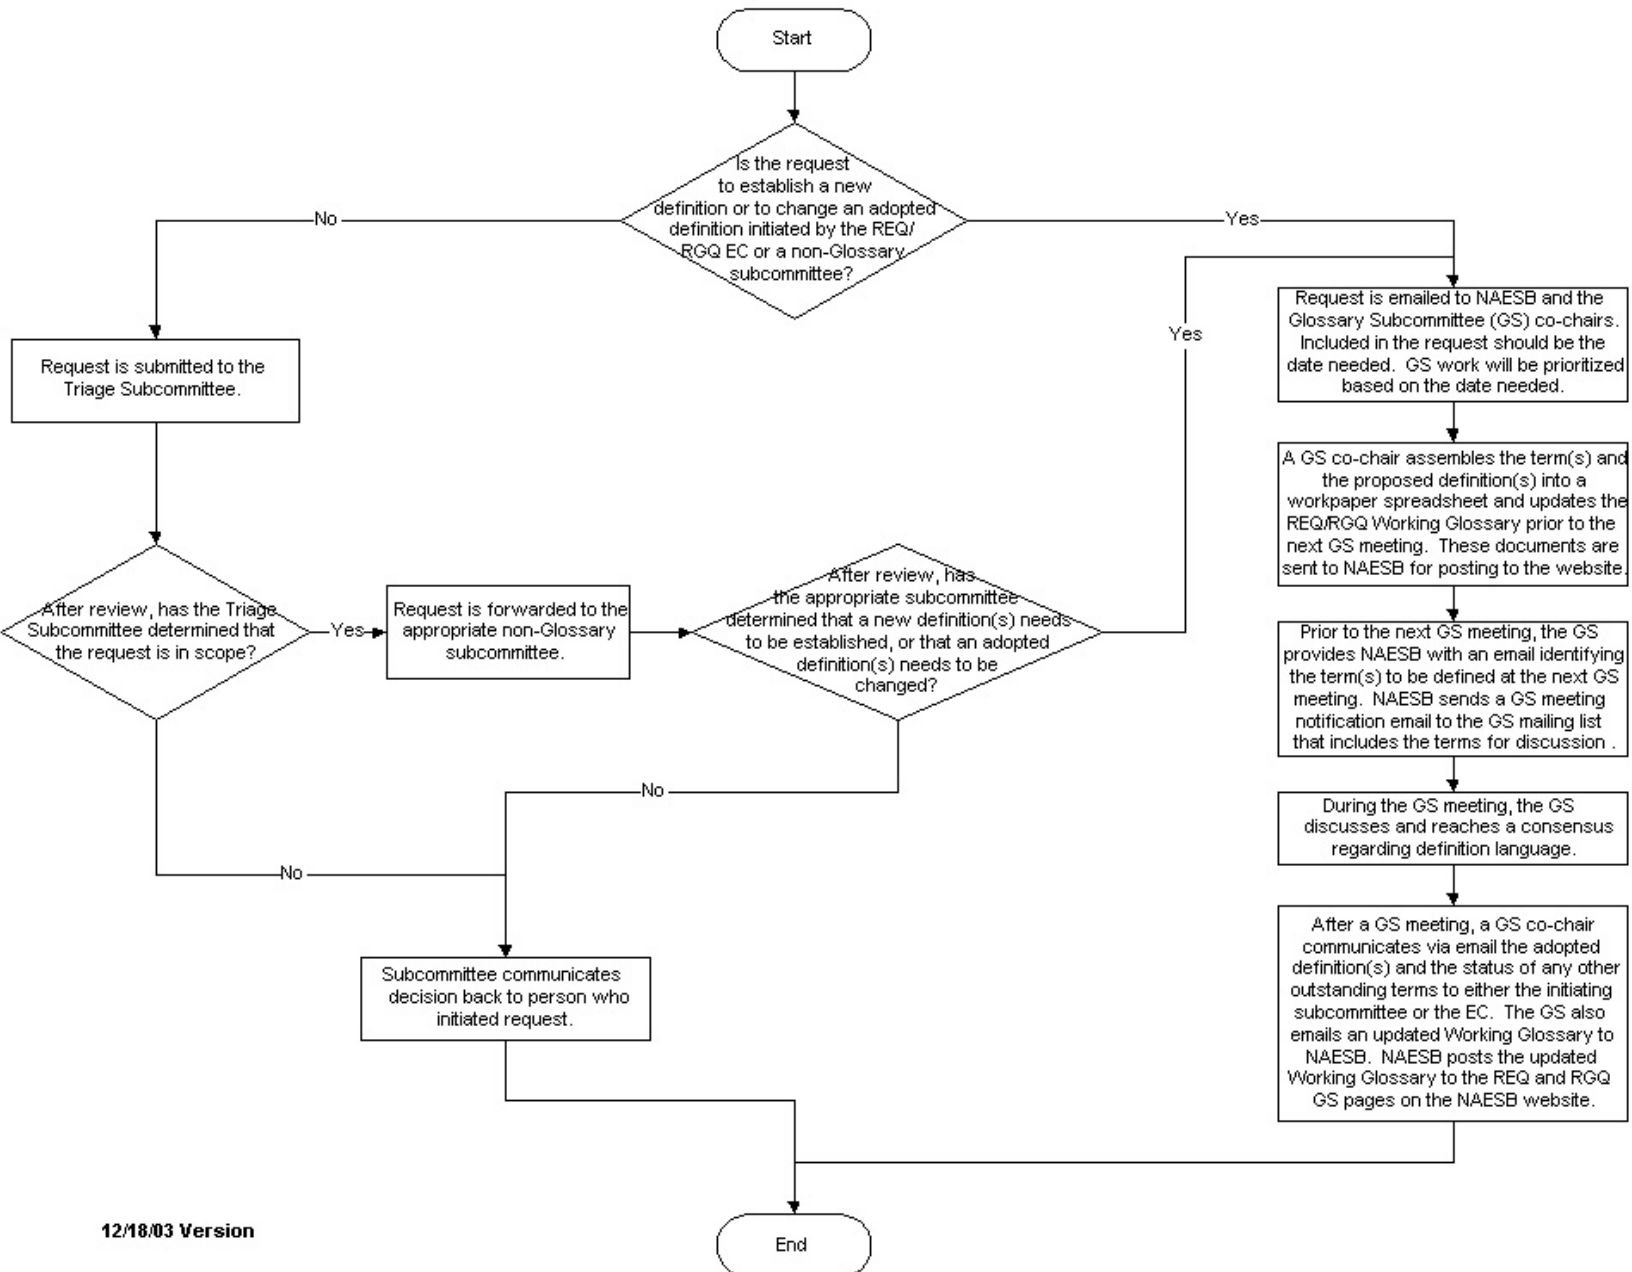 Start
Is the request
to establish a new
definition or to change an adopted
definition initiated by the REQ/
RGQ EC or a non-Glossary
subcommittee?
No
Yes
Request is submitted to the
Triage Subcommittee.
Yes
Request is emailed to NAESB and the
Glossary Subcommittee (GS) co-chairs.
Included in the request should be the
date needed. GS work will be prioritized
based on the date needed.
A GS co-chair assembles the term(s) and
the proposed definition(s) into a
workpaper spreadsheet and updates the
REQ/RGQ Working Glossary prior to the
next GS meeting. These documents are
sent to NAESB for posting to the website.
After review, has the Triage
Subcommittee determined that
the request is in scope?
Yes
Request is forwarded to the
appropriate non-Glossary
subcommittee.
After review, has
the appropriate subcommittee
determined that a new definition(s) needs
to be established, or that an adopted
definition(s) needs to be
changed?
Prior to the next GS meeting, the GS
provides NAESB with an email identifying
the term(s) to be defined at the next GS
meeting. NAESB sends a GS meeting
notification email to the GS mailing list
that includes the terms for discussion .
No
During the GS meeting, the GS
discusses and reaches a consensus
regarding definition language.
No
Subcommittee communicates
decision back to person who
initiated request.
After a GS meeting, a GS co-chair
communicates via email the adopted
definition(s) and the status of any other
outstanding terms to either the initiating
subcommittee or the EC. The GS also
emails an updated Working Glossary to
NAESB. NAESB posts the updated
Working Glossary to the REQ and RGQ
GS pages on the NAESB website.
12/18/03 Version
End